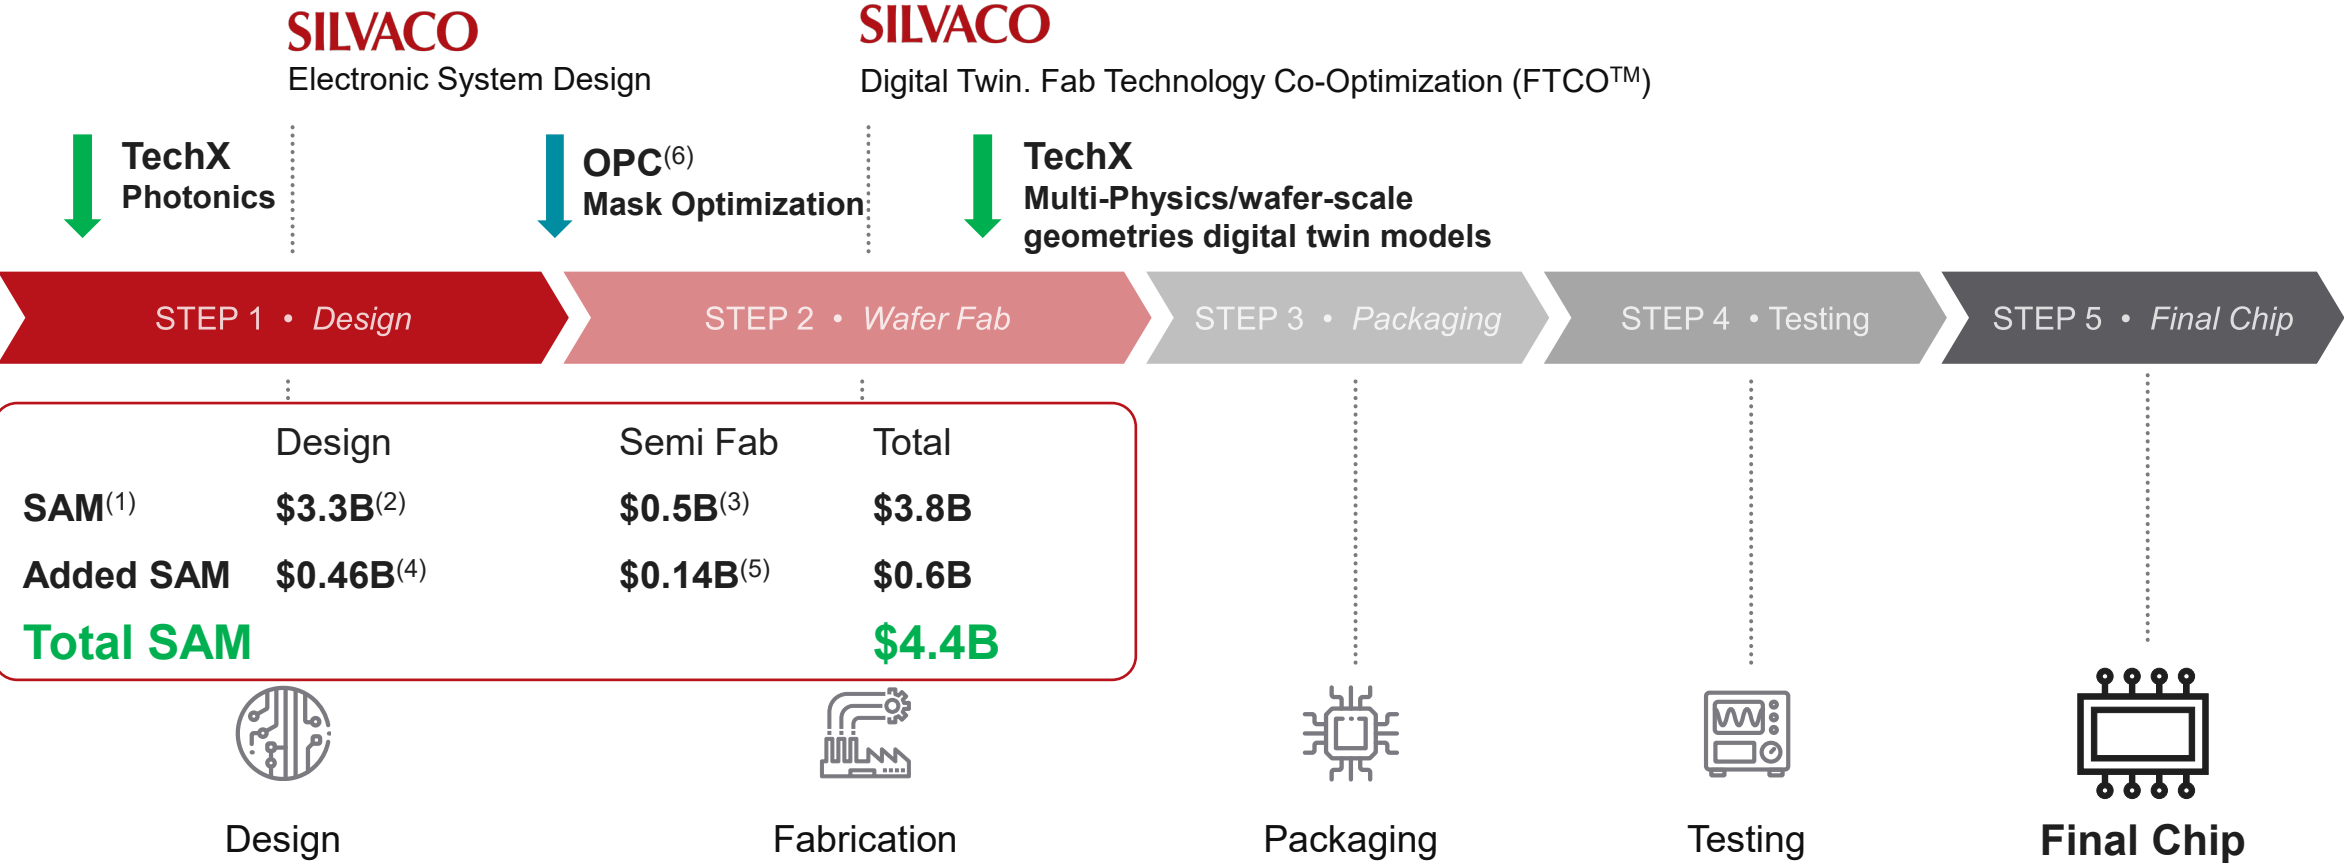 SILVACO
Electronic System Design
SILVACO
Digital Twin. Fab Technology Co-Optimization (FTCO™)
TechX
Photonics
OPC(6)
Mask Optimization
TechX
Multi-Physics/wafer-scale
geometries digital twin models
STEP 1 • Design
STEP 2 • Wafer Fab
STEP 3 • Packaging
STEP 4 • Testing
STEP 5 • Final Chip
Design Semi Fab Total
SAM(1) $3.3B(2) $0.5B(3) $3.8B
Added SAM $0.46B(4) $0.14B(5) $0.6B
Total SAM $4.4B
Design
Fabrication
Packaging
Testing
Final Chip